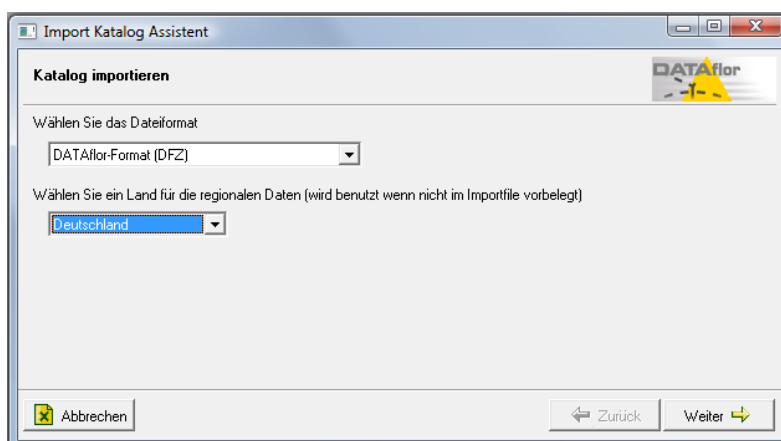 Import Katalog Assistent
Katalog importieren
DATAflor
Wählen Sie das Dateiformat
DATAflor-Format (DFZ)
Wählen Sie ein Land für die regionalen Daten (wird benutzt wenn nicht im Importfile vorbelegt)
Deutschland
Abbrechen
Zurück
Weiter